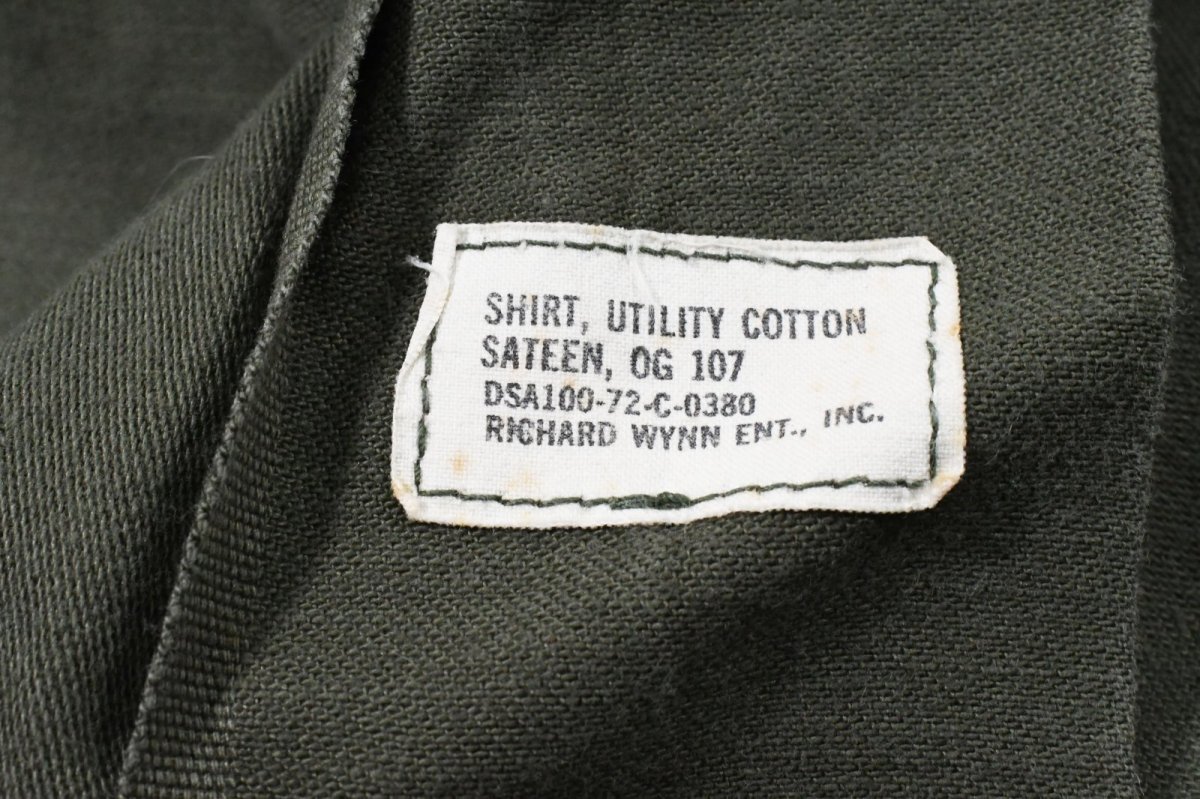 SHIRT, UTILITY COTTON
SATEEN, OG 107
DSA100-72-C-0380
RICHARD WYNN ENT., INC.